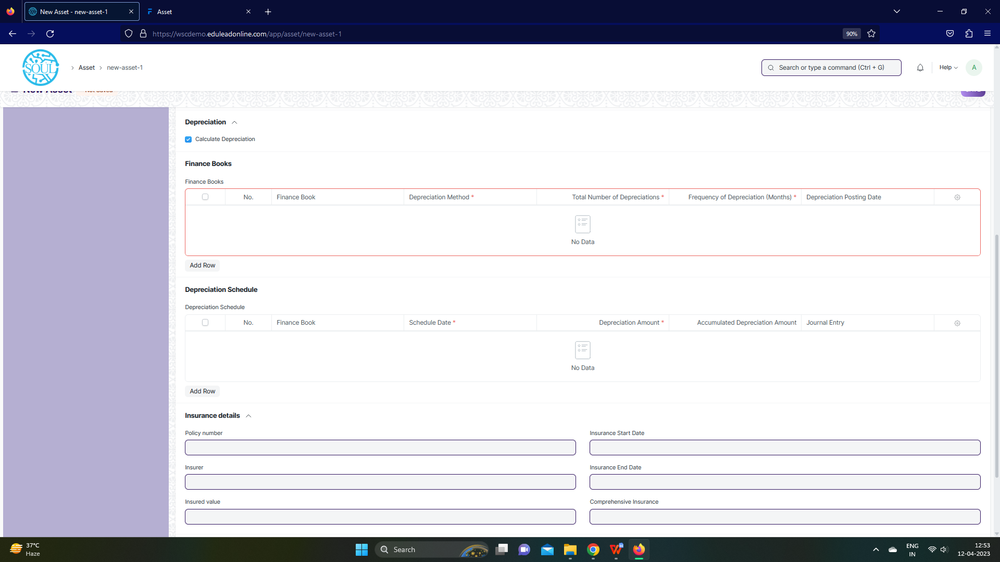 New Asset - new-asset-1
Asset
https://wscdemo.eduleadonline.com/app/asset/new-asset-1
90%
SOUL
Asset
new-asset-1
Search or type a command (Ctrl + G)
Help
A
New Asset
Not Saved
Depreciation
Calculate Depreciation
Finance Books
Finance Books
No. Finance Book Depreciation Method * Total Number of Depreciations * Frequency of Depreciation (Months) * Depreciation Posting Date
No Data
Add Row
Depreciation Schedule
Depreciation Schedule
No. Finance Book Schedule Date * Depreciation Amount * Accumulated Depreciation Amount Journal Entry
No Data
Add Row
Insurance details
Policy number
Insurance Start Date
Insurer
Insurance End Date
Insured value
Comprehensive Insurance
37°C
Haze
Search
ENG
IN
12:53
12-04-2023